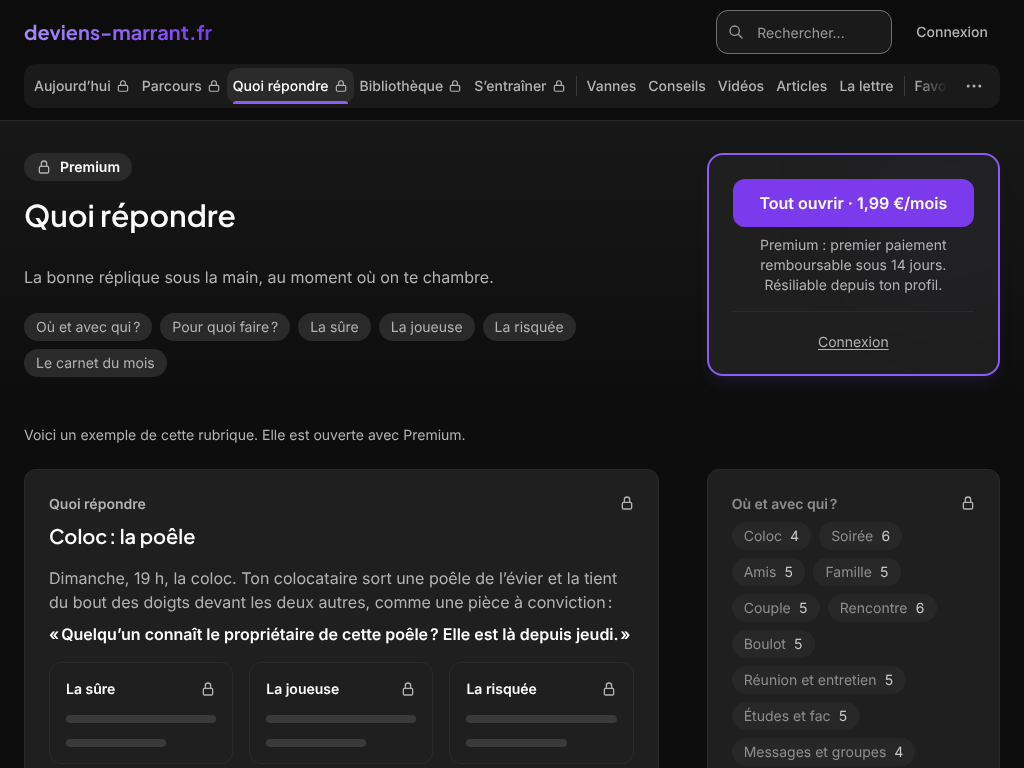 deviens-marrant.fr
Rechercher...
Connexion
Aujourd’hui Parcours Quoi répondre Bibliothèque S’entraîner Vannes Conseils Vidéos Articles La lettre
Premium
Quoi répondre
La bonne réplique sous la main, au moment où on te chambre.
Où et avec qui ? Pour quoi faire ? La sûre La joueuse La risquée
Le carnet du mois
Tout ouvrir · 1,99 €/mois
Premium : premier paiement
remboursable sous 14 jours.
Résiliable depuis ton profil.
Connexion
Voici un exemple de cette rubrique. Elle est ouverte avec Premium.
Quoi répondre
Coloc : la poêle
Dimanche, 19 h, la coloc. Ton colocataire sort une poêle de l’évier et la tient
du bout des doigts devant les deux autres, comme une pièce à conviction :
« Quelqu’un connaît le propriétaire de cette poêle ? Elle est là depuis jeudi. »
La sûre La joueuse La risquée
Où et avec qui ?
Coloc 4 Soirée 6
Amis 5 Famille 5
Couple 5 Rencontre 6
Boulot 5
Réunion et entretien 5
Études et fac 5
Messages et groupes 4